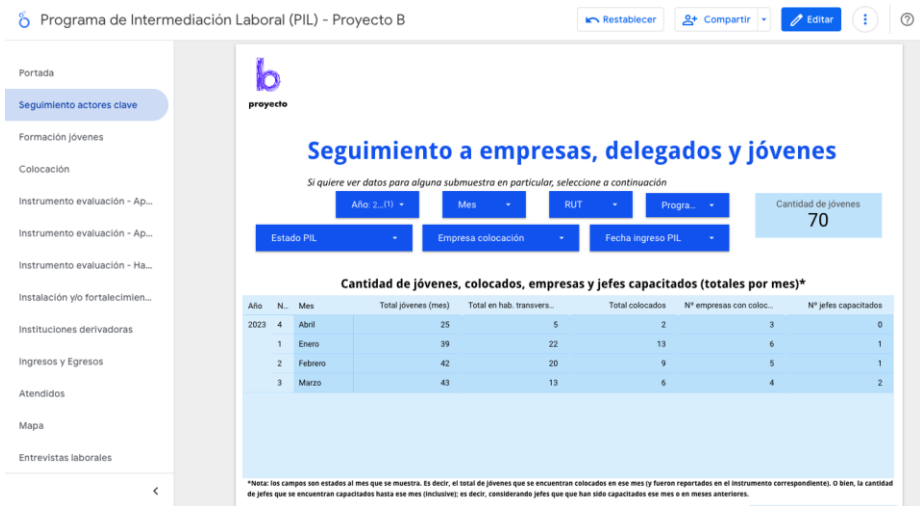 Programa de Intermediación Laboral (PIL) - Proyecto B
Restablecer
Compartir
Editar
Portada
Seguimiento actores clave
Formación jóvenes
Colocación
Instrumento evaluación - Ap...
Instrumento evaluación - Ap...
Instrumento evaluación - Ha...
Instalación y/o fortalecimien...
Instituciones derivadoras
Ingresos y Egresos
Atendidos
Mapa
Entrevistas laborales
b
proyecto
Seguimiento a empresas, delegados y jóvenes
Si quiere ver datos para alguna submuestra en particular, seleccione a continuación
Año: 2...(1) Mes RUT Progra...
Estado PIL Empresa colocación Fecha ingreso PIL
Cantidad de jóvenes
70
Cantidad de jóvenes, colocados, empresas y jefes capacitados (totales por mes)*
Año N... Mes Total jóvenes (mes) Total en hab. transvers... Total colocados Nº empresas con coloc... Nº jefes capacitados
2023 4 Abril 25 5 2 3 0
1 Enero 39 22 13 6 1
2 Febrero 42 20 9 5 1
3 Marzo 43 13 6 4 2
*Nota: los campos son estados al mes que se muestra. Es decir, el total de jóvenes que se encuentran colocados en ese mes (y fueron reportados en el instrumento correspondiente). O bien, la cantidad
de jefes que se encuentran capacitados hasta ese mes (inclusive); es decir, considerando jefes que que han sido capacitados ese mes o en meses anteriores.